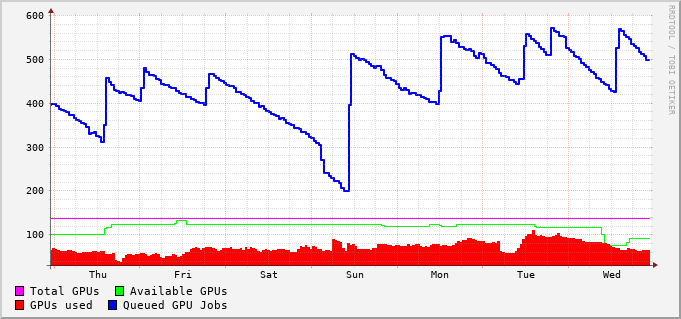 600
500
400
300
200
100
Thu Fri Sat Sun Mon Tue Wed
Total GPUs Available GPUs
GPUs used Queued GPU Jobs
RRDTOOL / TOBI OETIKER